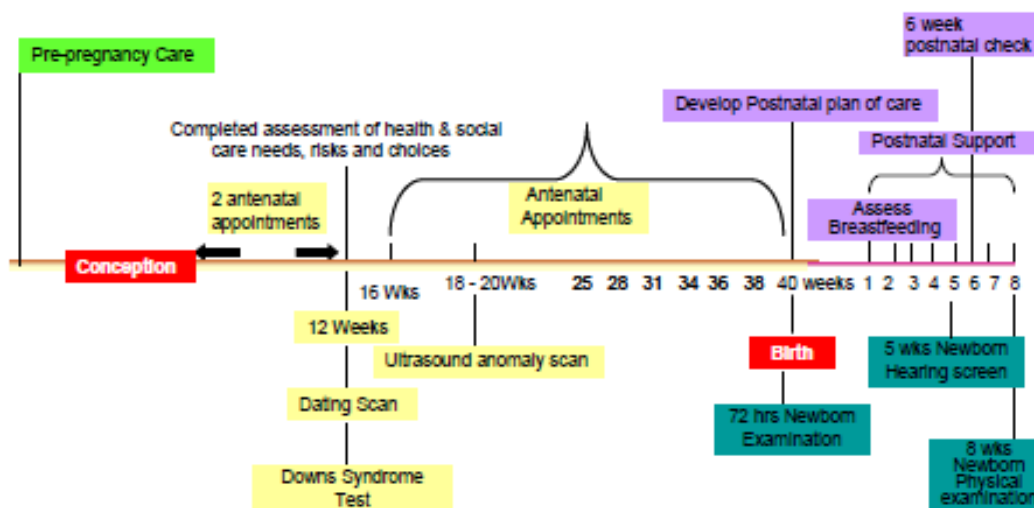 6 week
postnatal check
Pre-pregnancy Care
Develop Postnatal plan of care
Completed assessment of health & social
care needs, risks and choices
Postnatal Support
2 antenatal
appointments
Antenatal
Appointments
Assess
Breastfeeding
Conception
16 Wks
18 - 20Wks
25 28 31 34 36 38 40 weeks 1 2 3 4 5 6 7 8
12 Weeks
Ultrasound anomaly scan
Birth
5 wks Newborn
Hearing screen
Dating Scan
72 hrs Newborn
Examination
Downs Syndrome
Test
8 wks
Newborn
Physical
examination